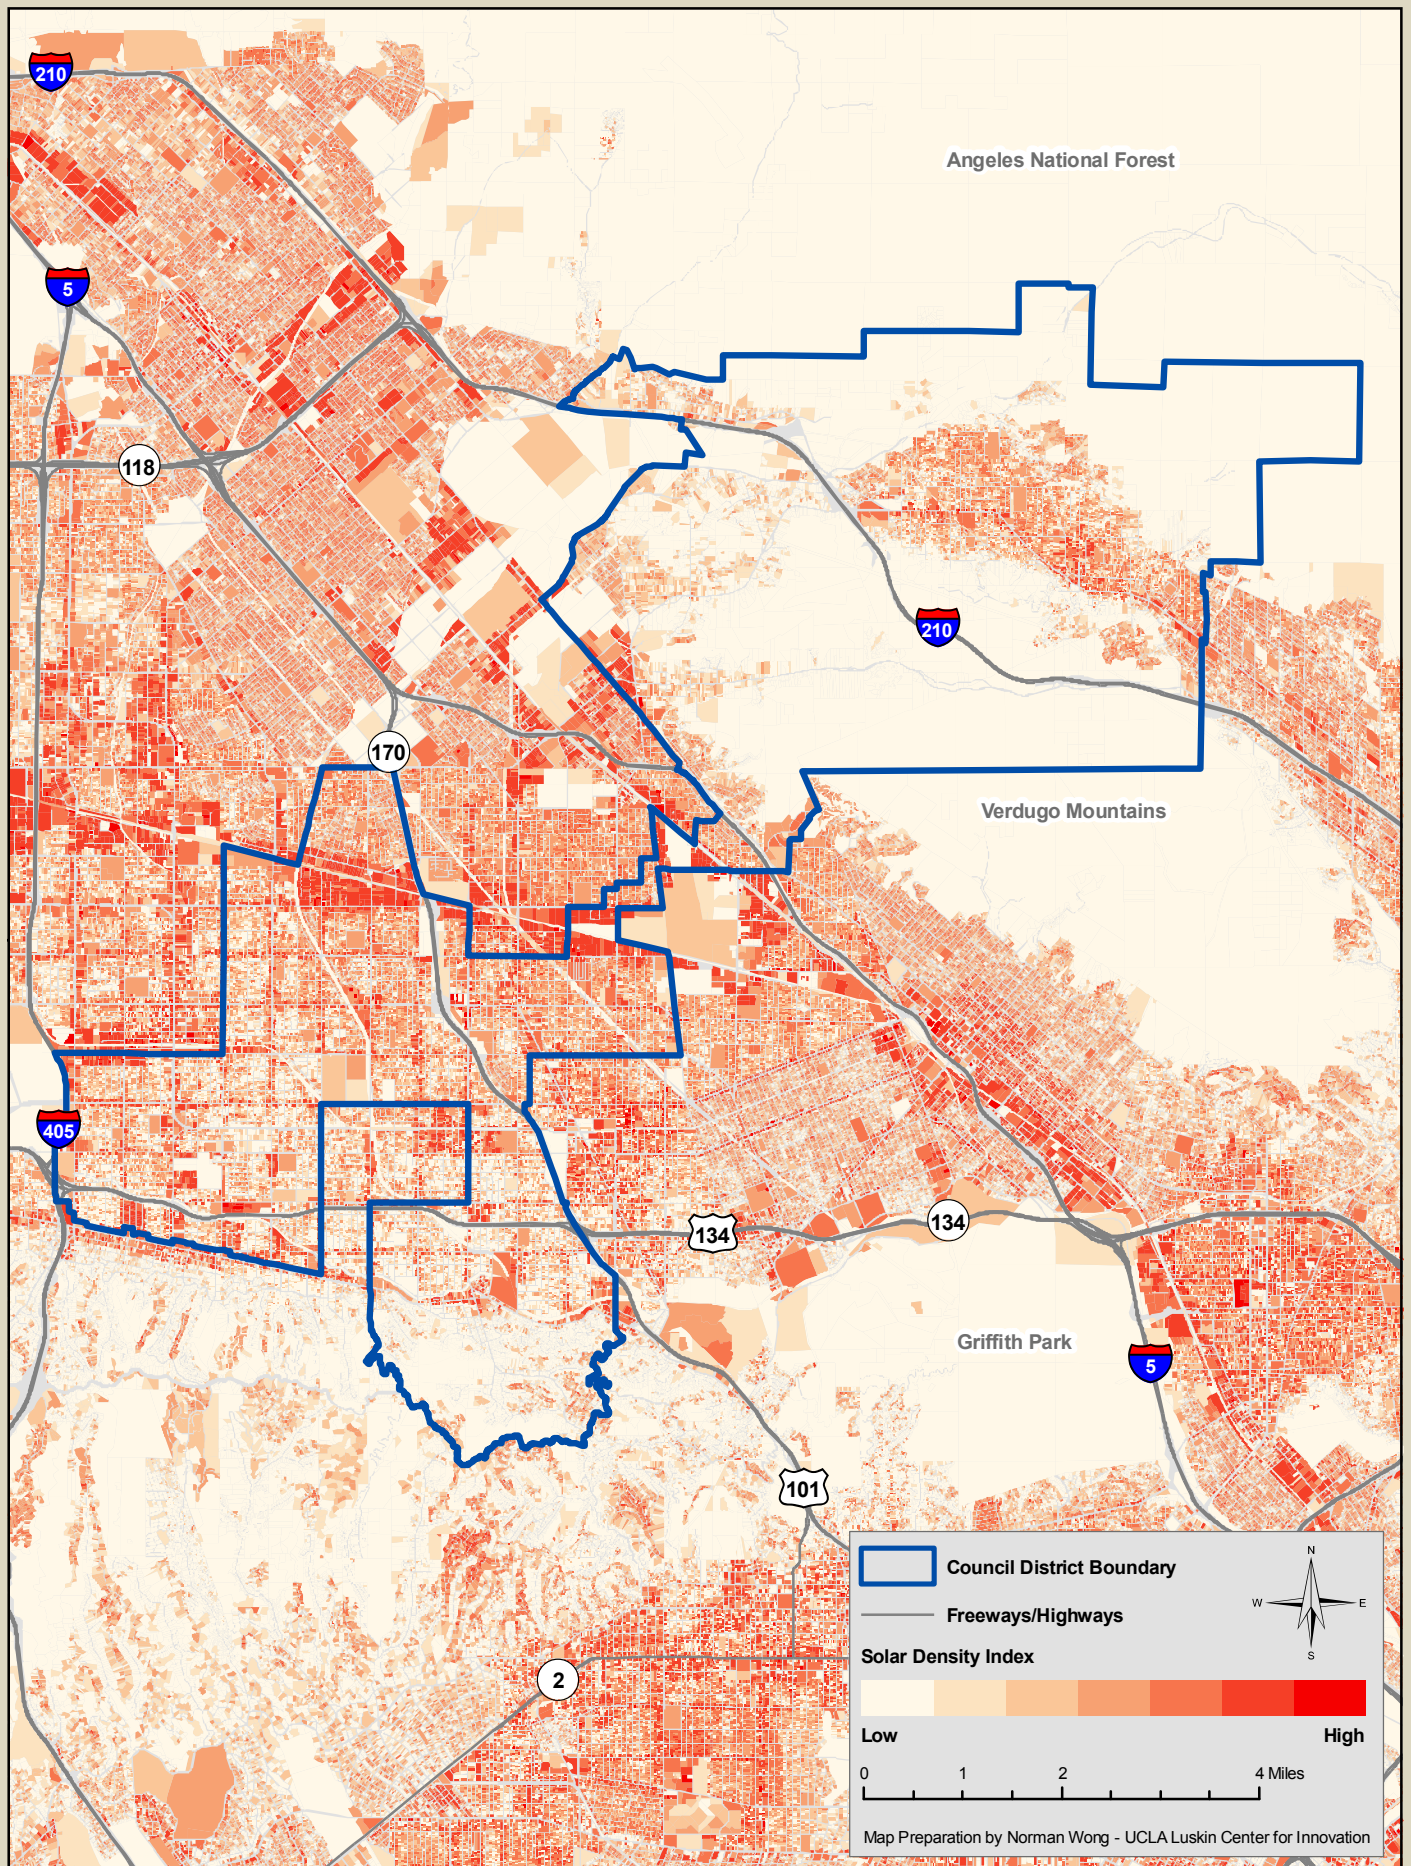 210
Angeles National Forest
5
118
210
170
Verdugo Mountains
405
134
134
Griffith Park
5
101
2
Council District Boundary
Freeways/Highways
N
W
E
S
Solar Density Index
Low
High
0
1
2
4 Miles
Map Preparation by Norman Wong - UCLA Luskin Center for Innovation